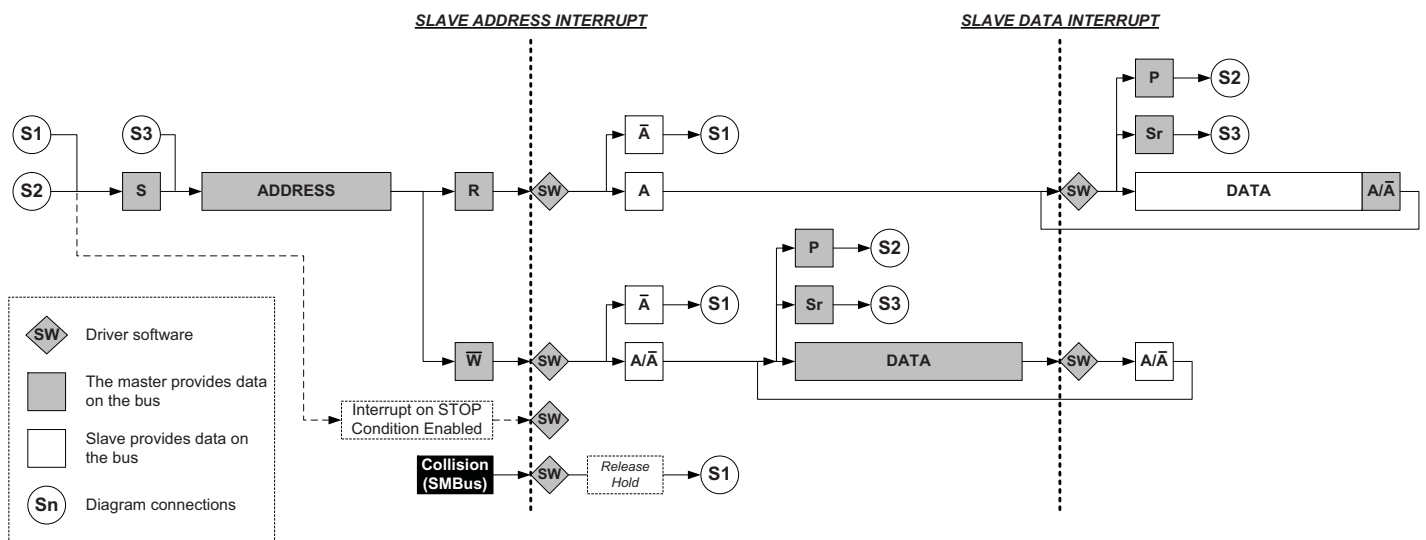 SLAVE ADDRESS INTERRUPT
SLAVE DATA INTERRUPT
P
S2
S1
S3
A̅
S1
Sr
S3
S2
S
ADDRESS
R
SW
A
SW
DATA
A/A̅
P
S2
A̅
S1
Sr
S3
W̅
SW
A/A̅
DATA
SW
A/A̅
SW
Driver software
The master provides data
on the bus
Slave provides data on
the bus
Sn
Diagram connections
Interrupt on STOP
Condition Enabled
SW
Collision
(SMBus)
SW
Release
Hold
S1